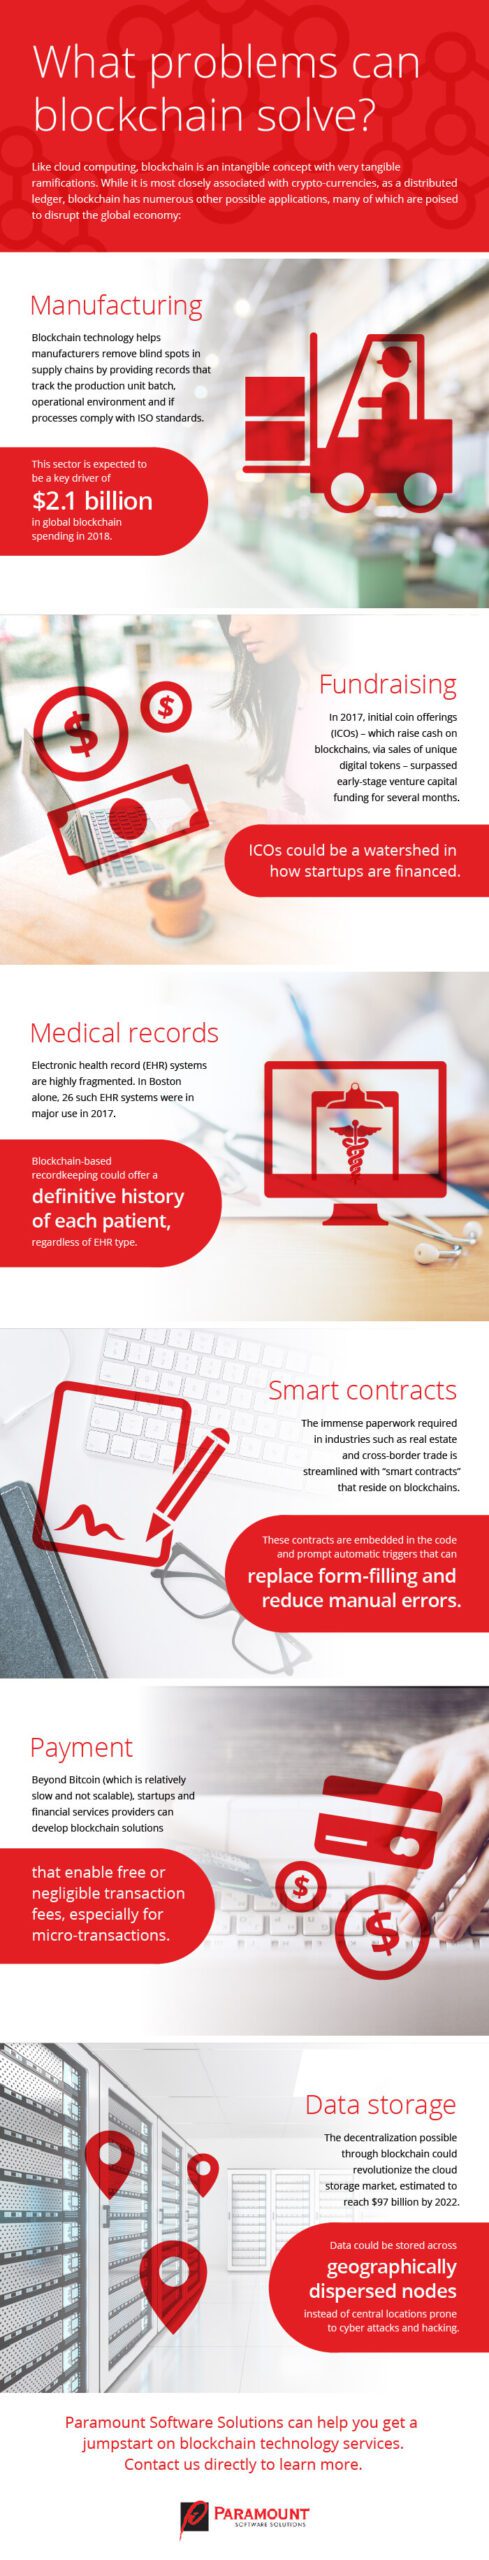 What problems can
blockchain solve?
Like cloud computing, blockchain is an intangible concept with very tangible
ramifications. While it is most closely associated with crypto-currencies, as a distributed
ledger, blockchain has numerous other possible applications, many of which are poised
to disrupt the global economy:
Manufacturing
Blockchain technology helps
manufacturers remove blind spots in
supply chains by providing records that
track the production unit batch,
operational environment and if
processes comply with ISO standards.
This sector is expected to
be a key driver of
$2.1 billion
in global blockchain
spending in 2018.
$
$
Fundraising
In 2017, initial coin offerings
(ICOs) – which raise cash on
blockchains, via sales of unique
digital tokens – surpassed
early-stage venture capital
funding for several months.
ICOs could be a watershed in
how startups are financed.
Medical records
Electronic health record (EHR) systems
are highly fragmented. In Boston
alone, 26 such EHR systems were in
major use in 2017.
Blockchain-based
recordkeeping could offer a
definitive history
of each patient,
regardless of EHR type.
Smart contracts
The immense paperwork required
in industries such as real estate
and cross-border trade is
streamlined with “smart contracts”
that reside on blockchains.
These contracts are embedded in the code
and prompt automatic triggers that can
replace form-filling and
reduce manual errors.
Payment
Beyond Bitcoin (which is relatively
slow and not scalable), startups and
financial services providers can
develop blockchain solutions
that enable free or
negligible transaction
fees, especially for
micro-transactions.
$
$
Data storage
The decentralization possible
through blockchain could
revolutionize the cloud
storage market, estimated to
reach $97 billion by 2022.
Data could be stored across
geographically
dispersed nodes
instead of central locations prone
to cyber attacks and hacking.
Paramount Software Solutions can help you get a
jumpstart on blockchain technology services.
Contact us directly to learn more.
PARAMOUNT
SOFTWARE SOLUTIONS